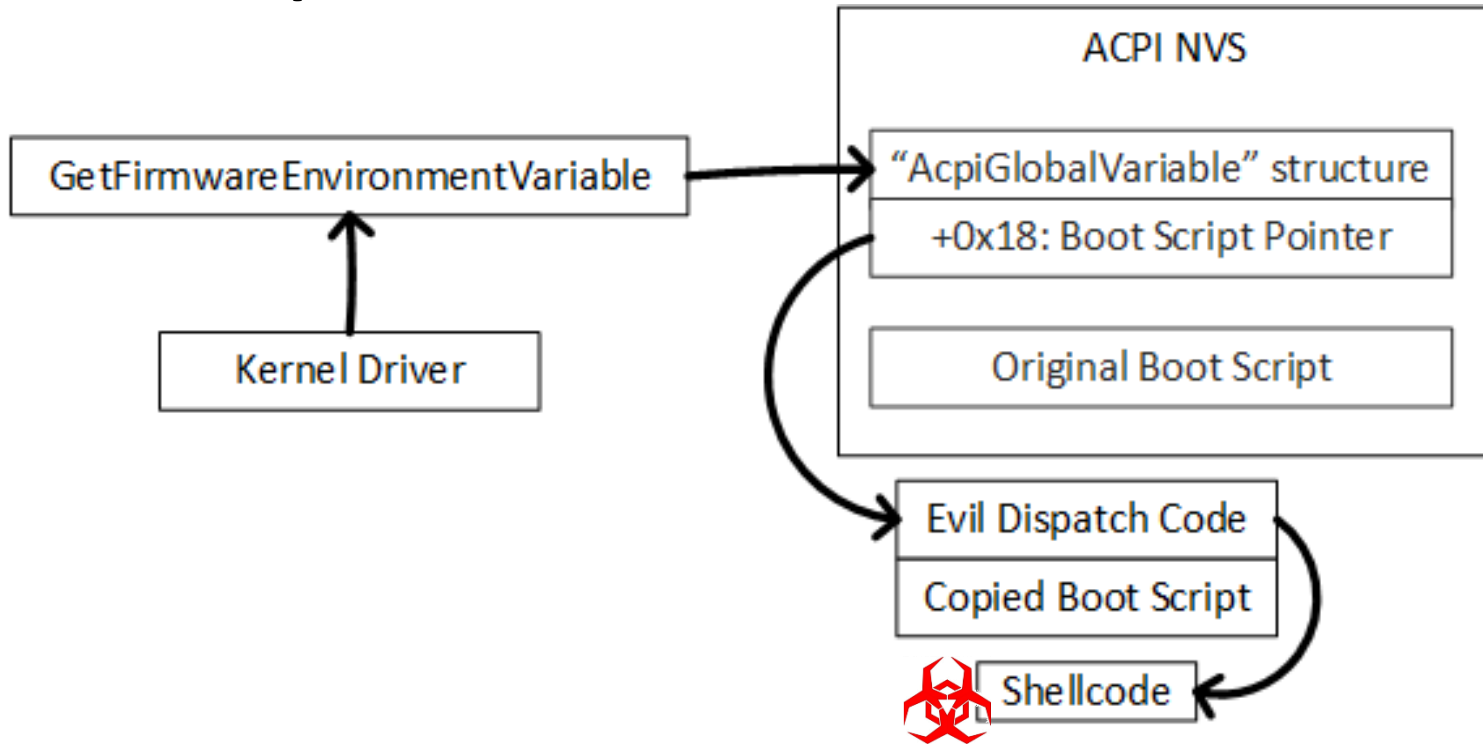 ACPI NVS
GetFirmwareEnvironmentVariable
“AcpiGlobalVariable” structure
+0x18: Boot Script Pointer
Kernel Driver
Original Boot Script
Evil Dispatch Code
Copied Boot Script
Shellcode